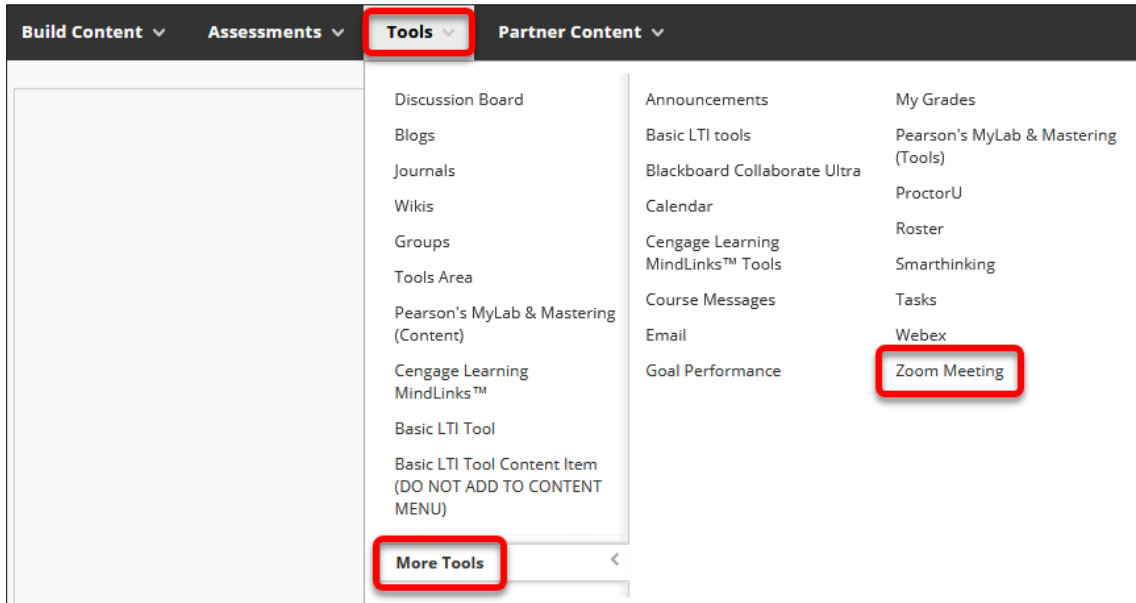 Build Content
Assessments
Tools
Partner Content
Discussion Board
Blogs
Journals
Wikis
Groups
Tools Area
Pearson's MyLab & Mastering
(Content)
Cengage Learning
MindLinks™
Basic LTI Tool
Basic LTI Tool Content Item
(DO NOT ADD TO CONTENT
MENU)
More Tools
Announcements
Basic LTI tools
Blackboard Collaborate Ultra
Calendar
Cengage Learning
MindLinks™ Tools
Course Messages
Email
Goal Performance
My Grades
Pearson's MyLab & Mastering
(Tools)
ProctorU
Roster
Smarthinking
Tasks
Webex
Zoom Meeting